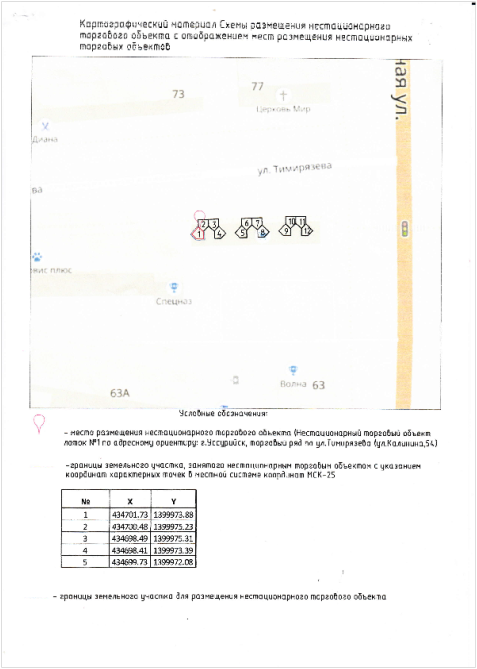 Картографический материал Схемы размещения нестационарного
торгового объекта с отображением мест размещения нестационарных
торговых объектов
ная ул.
73
77
Церковь Мир
Диана
ул. Тимирязева
ва
2 3
1 4
6 7
5 8
10 11
9 12
Спецназ
63А
Волна 63
Условные обозначения:
- место размещения нестационарного торгового объекта (Нестационарный торговый объект
лоток №1 по адресному ориентиру: г.Уссурийск, торговый ряд по ул.Тимирязева (ул.Калинина,54)
-границы земельного участка, занятого нестационарным торговым объектом с указанием
координат характерных точек в местной системе координат МСК-25
№ X Y
1 434701.73 1399973.88
2 434700.48 1399975.23
3 434698.49 1399975.31
4 434698.41 1399973.39
5 434699.73 1399972.08
- границы земельного участка для размещения нестационарного торгового объекта